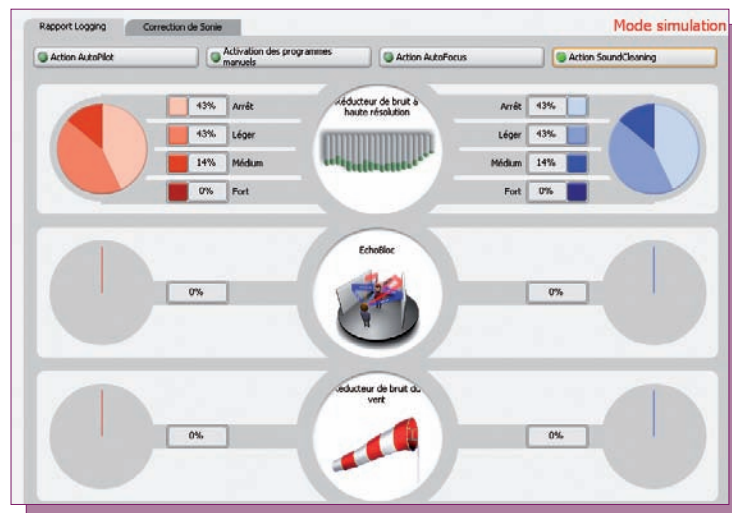 Rapport Logging
Correction de Sonie
Mode simulation
Action AutoPilot
Activation des programmes
manuels
Action AutoFocus
Action SoundCleaning
Réducteur de bruit à
haute résolution
43% Arrêt
43% Léger
14% Médium
0% Fort
Arrêt 43%
Léger 43%
Médium 14%
Fort 0%
EchoBloc
0%
0%
Réducteur de bruit du
vent
0%
0%